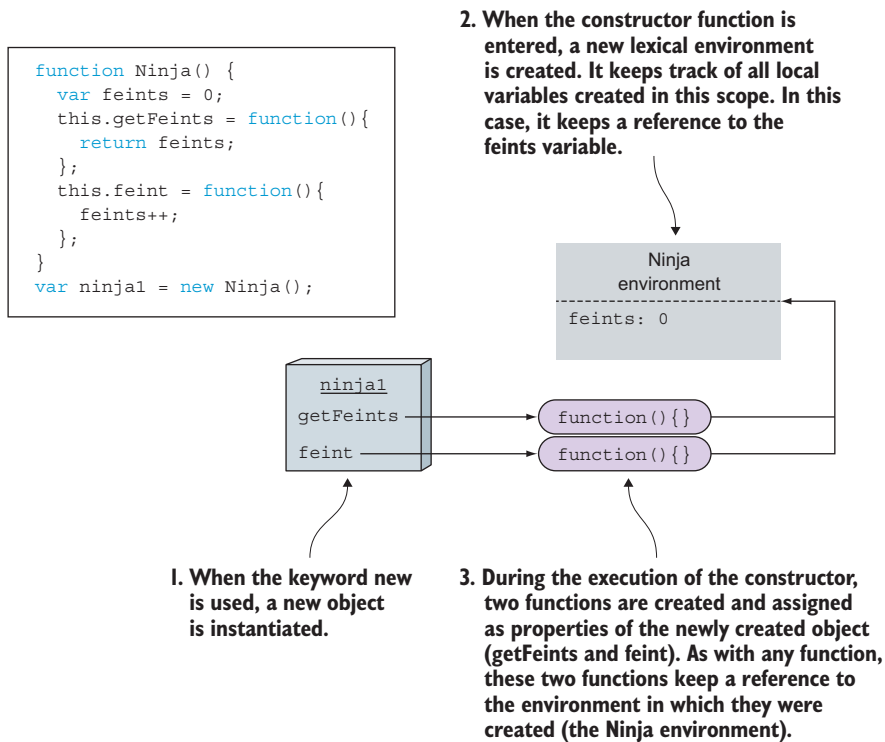 function Ninja() {
var feints = 0;
this.getFeints = function(){
return feints;
};
this.feint = function(){
feints++;
};
}
var ninja1 = new Ninja();
2. When the constructor function is
entered, a new lexical environment
is created. It keeps track of all local
variables created in this scope. In this
case, it keeps a reference to the
feints variable.
Ninja
environment
feints: 0
ninja1
getFeints
function(){}
feint
function(){}
1. When the keyword new
is used, a new object
is instantiated.
3. During the execution of the constructor,
two functions are created and assigned
as properties of the newly created object
(getFeints and feint). As with any function,
these two functions keep a reference to
the environment in which they were
created (the Ninja environment).